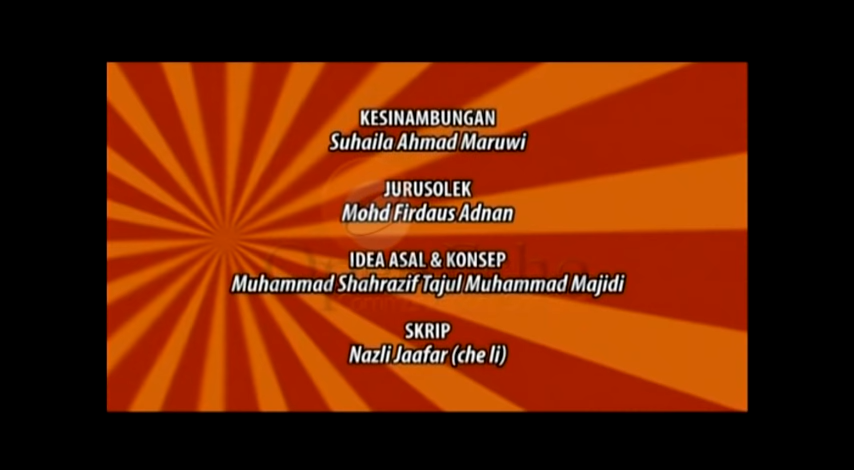 KESINAMBUNGAN
Suhaila Ahmad Maruwi
JURUSOLEK
Mohd Firdaus Adnan
IDEA ASAL & KONSEP
Muhammad Shahrazif Tajul Muhammad Majidi
SKRIP
Nazli Jaafar (che li)